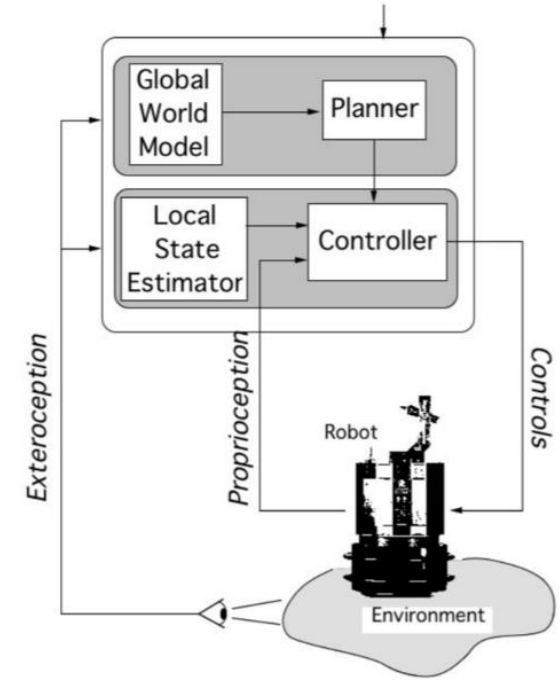 Global
World
Model
Planner
Local
State
Estimator
Controller
Exteroception
Proprioception
Controls
Robot
Environment